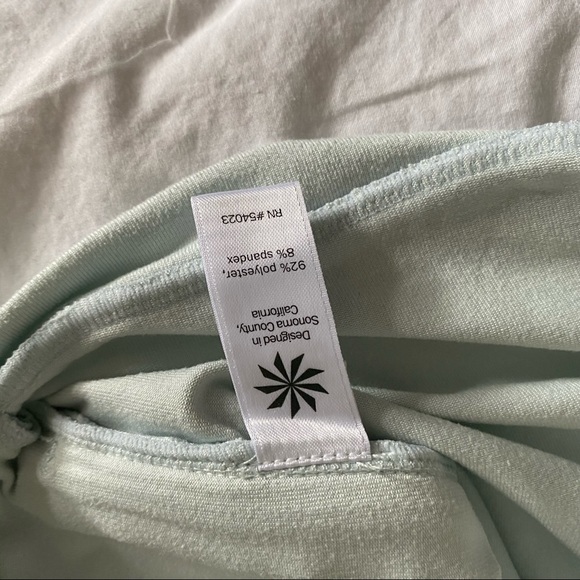 Designed in
Sonoma County,
California
92% polyester,
8% spandex
RN #54023